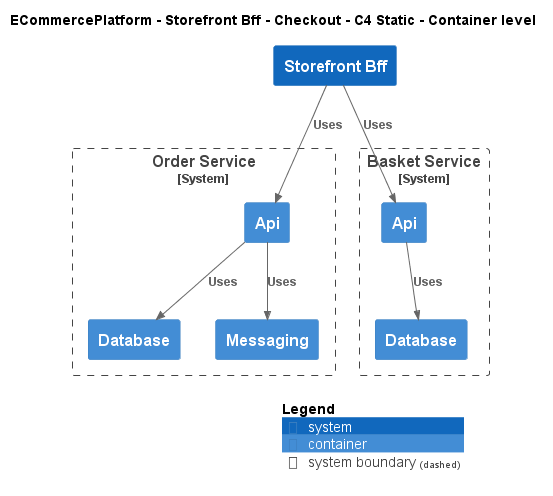 ECommercePlatform - Storefront Bff - Checkout - C4 Static - Container level
Storefront Bff
Uses
Uses
Order Service
[System]
Basket Service
[System]
Api
Api
Uses
Uses
Uses
Database
Messaging
Database
Legend
system
container
system boundary (dashed)